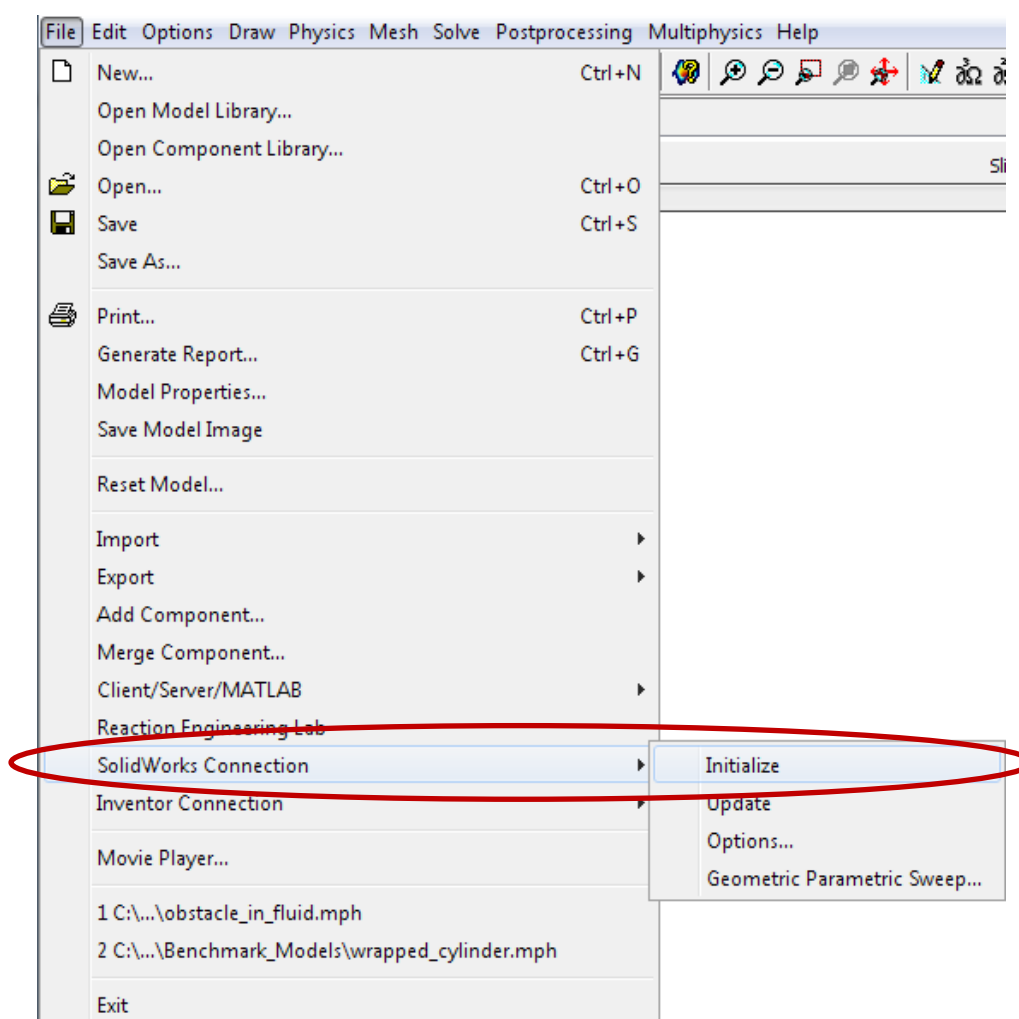 File Edit Options Draw Physics Mesh Solve Postprocessing Multiphysics Help
New... Ctrl+N
Open Model Library...
Open Component Library...
Open... Ctrl+O
Save Ctrl+S
Save As...
Print... Ctrl+P
Generate Report... Ctrl+G
Model Properties...
Save Model Image
Reset Model...
Import
Export
Add Component...
Merge Component...
Client/Server/MATLAB
Reaction Engineering Lab
SolidWorks Connection
Inventor Connection
Movie Player...
1 C:\...\obstacle_in_fluid.mph
2 C:\...\Benchmark_Models\wrapped_cylinder.mph
Exit
Initialize
Update
Options...
Geometric Parametric Sweep...